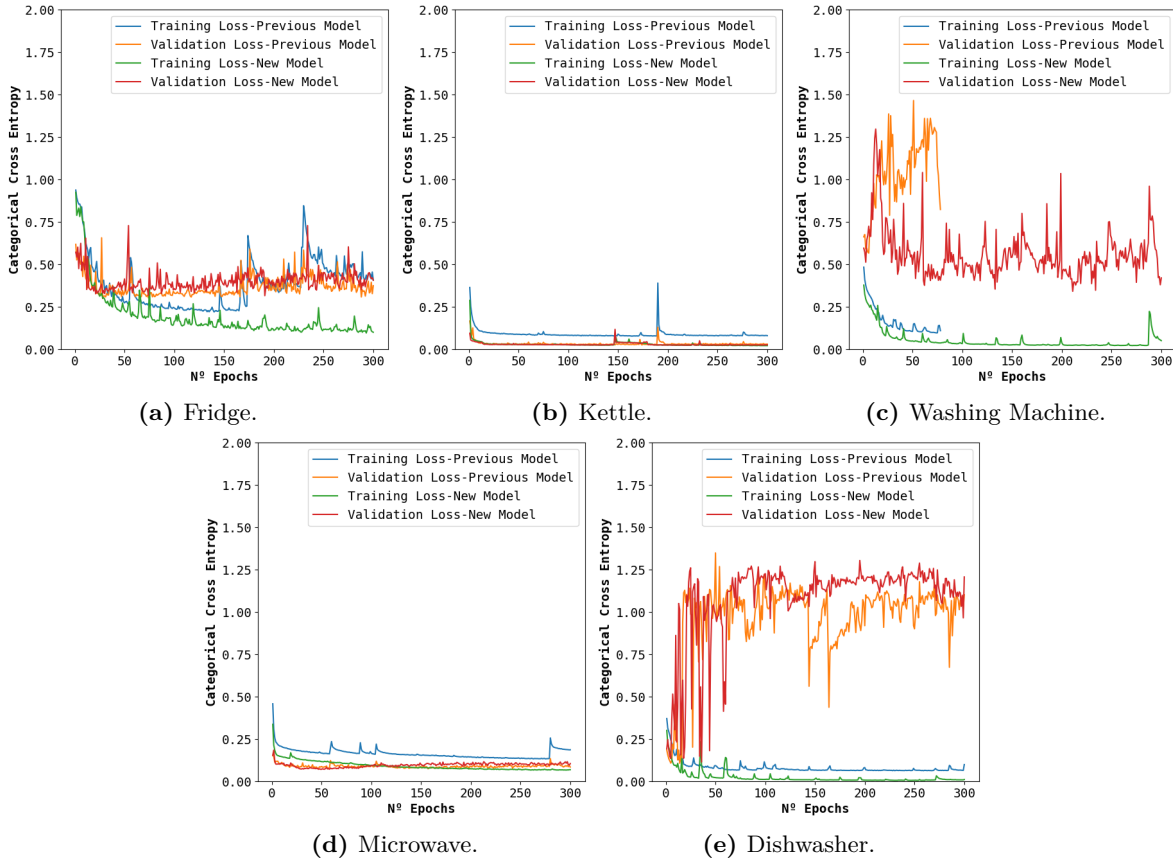 Categorical Cross Entropy
2.00
1.75
1.50
1.25
1.00
0.75
0.50
0.25
0.00
Training Loss-Previous Model
Validation Loss-Previous Model
Training Loss-New Model
Validation Loss-New Model
0 50 100 150 200 250 300
Nº Epochs
(a) Fridge.
Categorical Cross Entropy
2.00
1.75
1.50
1.25
1.00
0.75
0.50
0.25
0.00
Training Loss-Previous Model
Validation Loss-Previous Model
Training Loss-New Model
Validation Loss-New Model
0 50 100 150 200 250 300
Nº Epochs
(b) Kettle.
Categorical Cross Entropy
2.00
1.75
1.50
1.25
1.00
0.75
0.50
0.25
0.00
Training Loss-Previous Model
Validation Loss-Previous Model
Training Loss-New Model
Validation Loss-New Model
0 50 100 150 200 250 300
Nº Epochs
(c) Washing Machine.
Categorical Cross Entropy
2.00
1.75
1.50
1.25
1.00
0.75
0.50
0.25
0.00
Training Loss-Previous Model
Validation Loss-Previous Model
Training Loss-New Model
Validation Loss-New Model
0 50 100 150 200 250 300
Nº Epochs
(d) Microwave.
Categorical Cross Entropy
2.00
1.75
1.50
1.25
1.00
0.75
0.50
0.25
0.00
Training Loss-Previous Model
Validation Loss-Previous Model
Training Loss-New Model
Validation Loss-New Model
0 50 100 150 200 250 300
Nº Epochs
(e) Dishwasher.